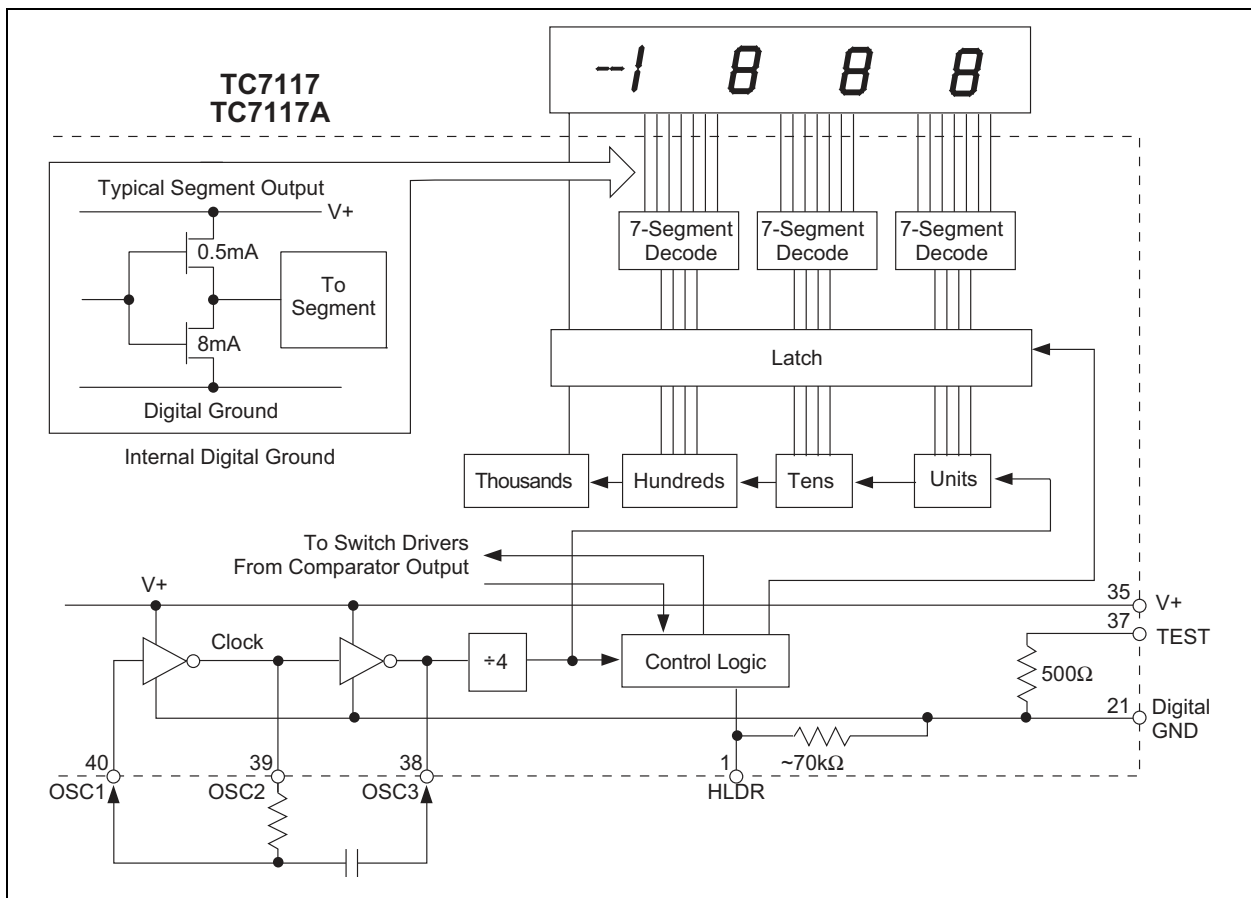 TC7117
TC7117A
--1 8 8 8
Typical Segment Output
V+
0.5mA
To
Segment
8mA
Digital Ground
Internal Digital Ground
7-Segment
Decode
7-Segment
Decode
7-Segment
Decode
Latch
Thousands
Hundreds
Tens
Units
To Switch Drivers
From Comparator Output
V+
Clock
÷4
Control Logic
35
V+
37
TEST
500Ω
21
Digital
GND
~70kΩ
40
OSC1
39
OSC2
38
OSC3
1
HLDR